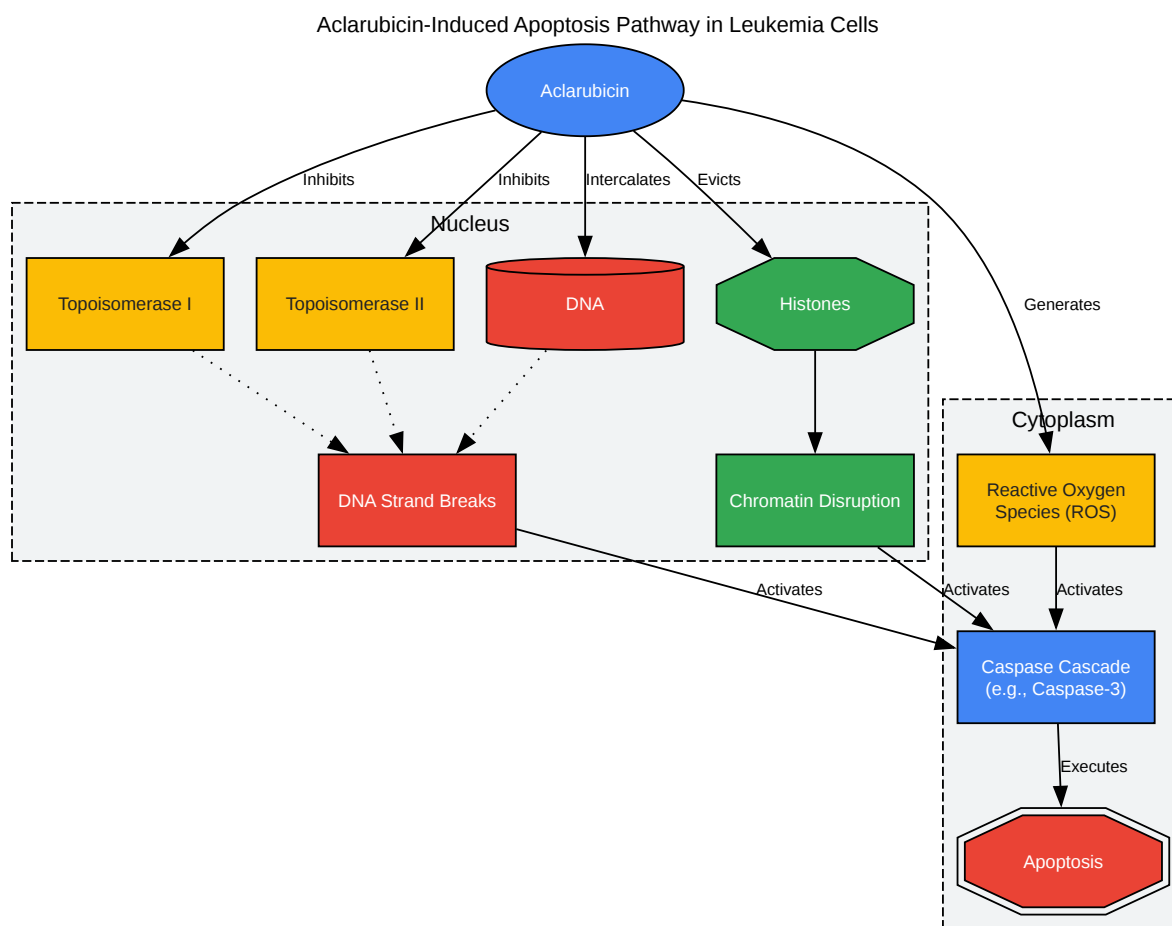 Aclarubicin-Induced Apoptosis Pathway in Leukemia Cells
Aclarubicin
Inhibits
Inhibits
Intercalates
Evicts
Nucleus
Topoisomerase I
Topoisomerase II
DNA
Histones
Generates
Cytoplasm
DNA Strand Breaks
Chromatin Disruption
Reactive Oxygen
Species (ROS)
Activates
Activates
Activates
Caspase Cascade
(e.g., Caspase-3)
Executes
Apoptosis